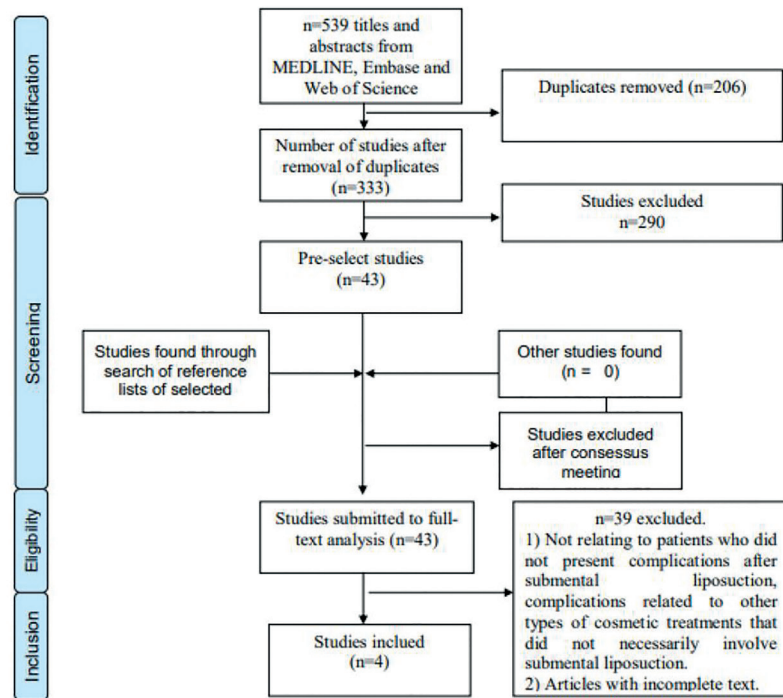 Identification
n=539 titles and
abstracts from
MEDLINE, Embase and
Web of Science
Duplicates removed (n=206)
Number of studies after
removal of duplicates
(n=333)
Screening
Studies excluded
n=290
Pre-select studies
(n=43)
Studies found through
search of reference
lists of selected
Other studies found
(n = 0)
Studies excluded
after consessus
meeting
Eligibility
Studies submitted to full-
text analysis (n=43)
n=39 excluded.
1) Not relating to patients who did
not present complications after
submental liposuction,
complications related to other
types of cosmetic treatments that
did not necessarily involve
submental liposuction.
2) Articles with incomplete text.
Inclusion
Studies inclued
(n=4)